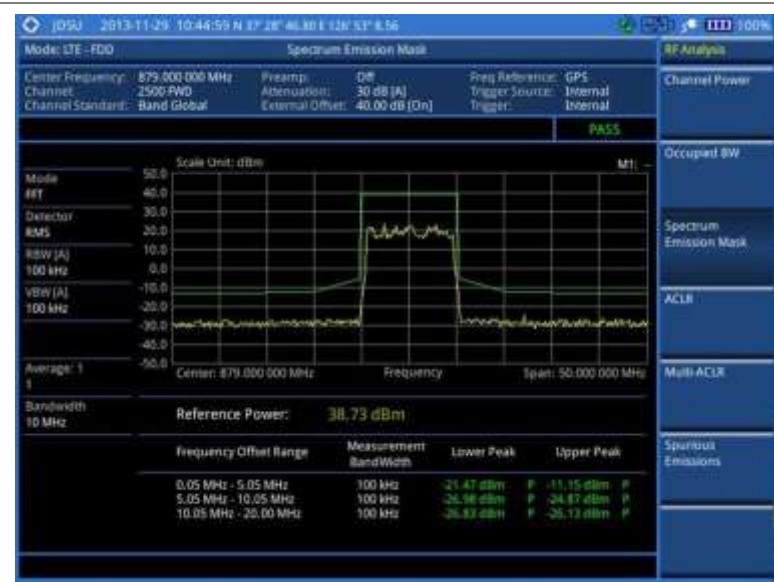 JDSU 2013-11-29 10:44:59 N 37° 28' 46.80 E 126° 53' 8.56 100%
Mode: LTE - FDD Spectrum Emission Mask RF Analysis
Center Frequency: 879.000 000 MHz Preamp: Off Freq Reference: GPS
Channel: 2500 FWD Attenuation: 30 dB [A] Trigger Source: Internal
Channel Standard: Band Global External Offset: 40.00 dB [On] Trigger: Internal
PASS
Scale Unit: dBm M1: --
50.0
40.0
30.0
20.0
10.0
0.0
-10.0
-20.0
-30.0
-40.0
-50.0
Center: 879.000 000 MHz Frequency Span: 50.000 000 MHz
Mode
FFT
Detector
RMS
RBW [A]
100 kHz
VBW [A]
100 kHz
Average: 1
1
Bandwidth
10 MHz
Reference Power: 38.73 dBm
Frequency Offset Range Measurement BandWidth Lower Peak Upper Peak
0.05 MHz - 5.05 MHz 100 kHz -21.47 dBm P -11.15 dBm P
5.05 MHz - 10.05 MHz 100 kHz -26.98 dBm P -24.87 dBm P
10.05 MHz - 20.00 MHz 100 kHz -26.83 dBm P -26.13 dBm P
Channel Power
Occupied BW
Spectrum
Emission Mask
ACLR
Multi-ACLR
Spurious
Emissions